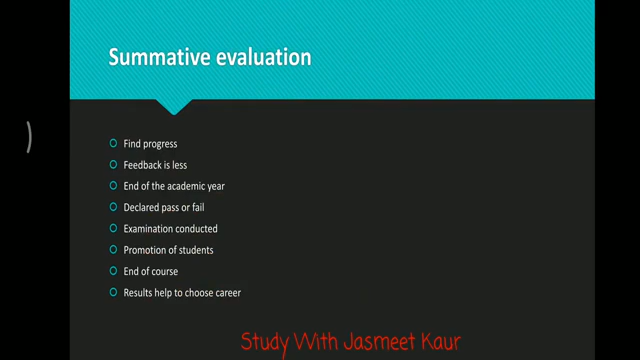 Summative evaluation
Find progress
Feedback is less
End of the academic year
Declared pass or fail
Examination conducted
Promotion of students
End of course
Results help to choose career
Study With Jasmeet Kaur